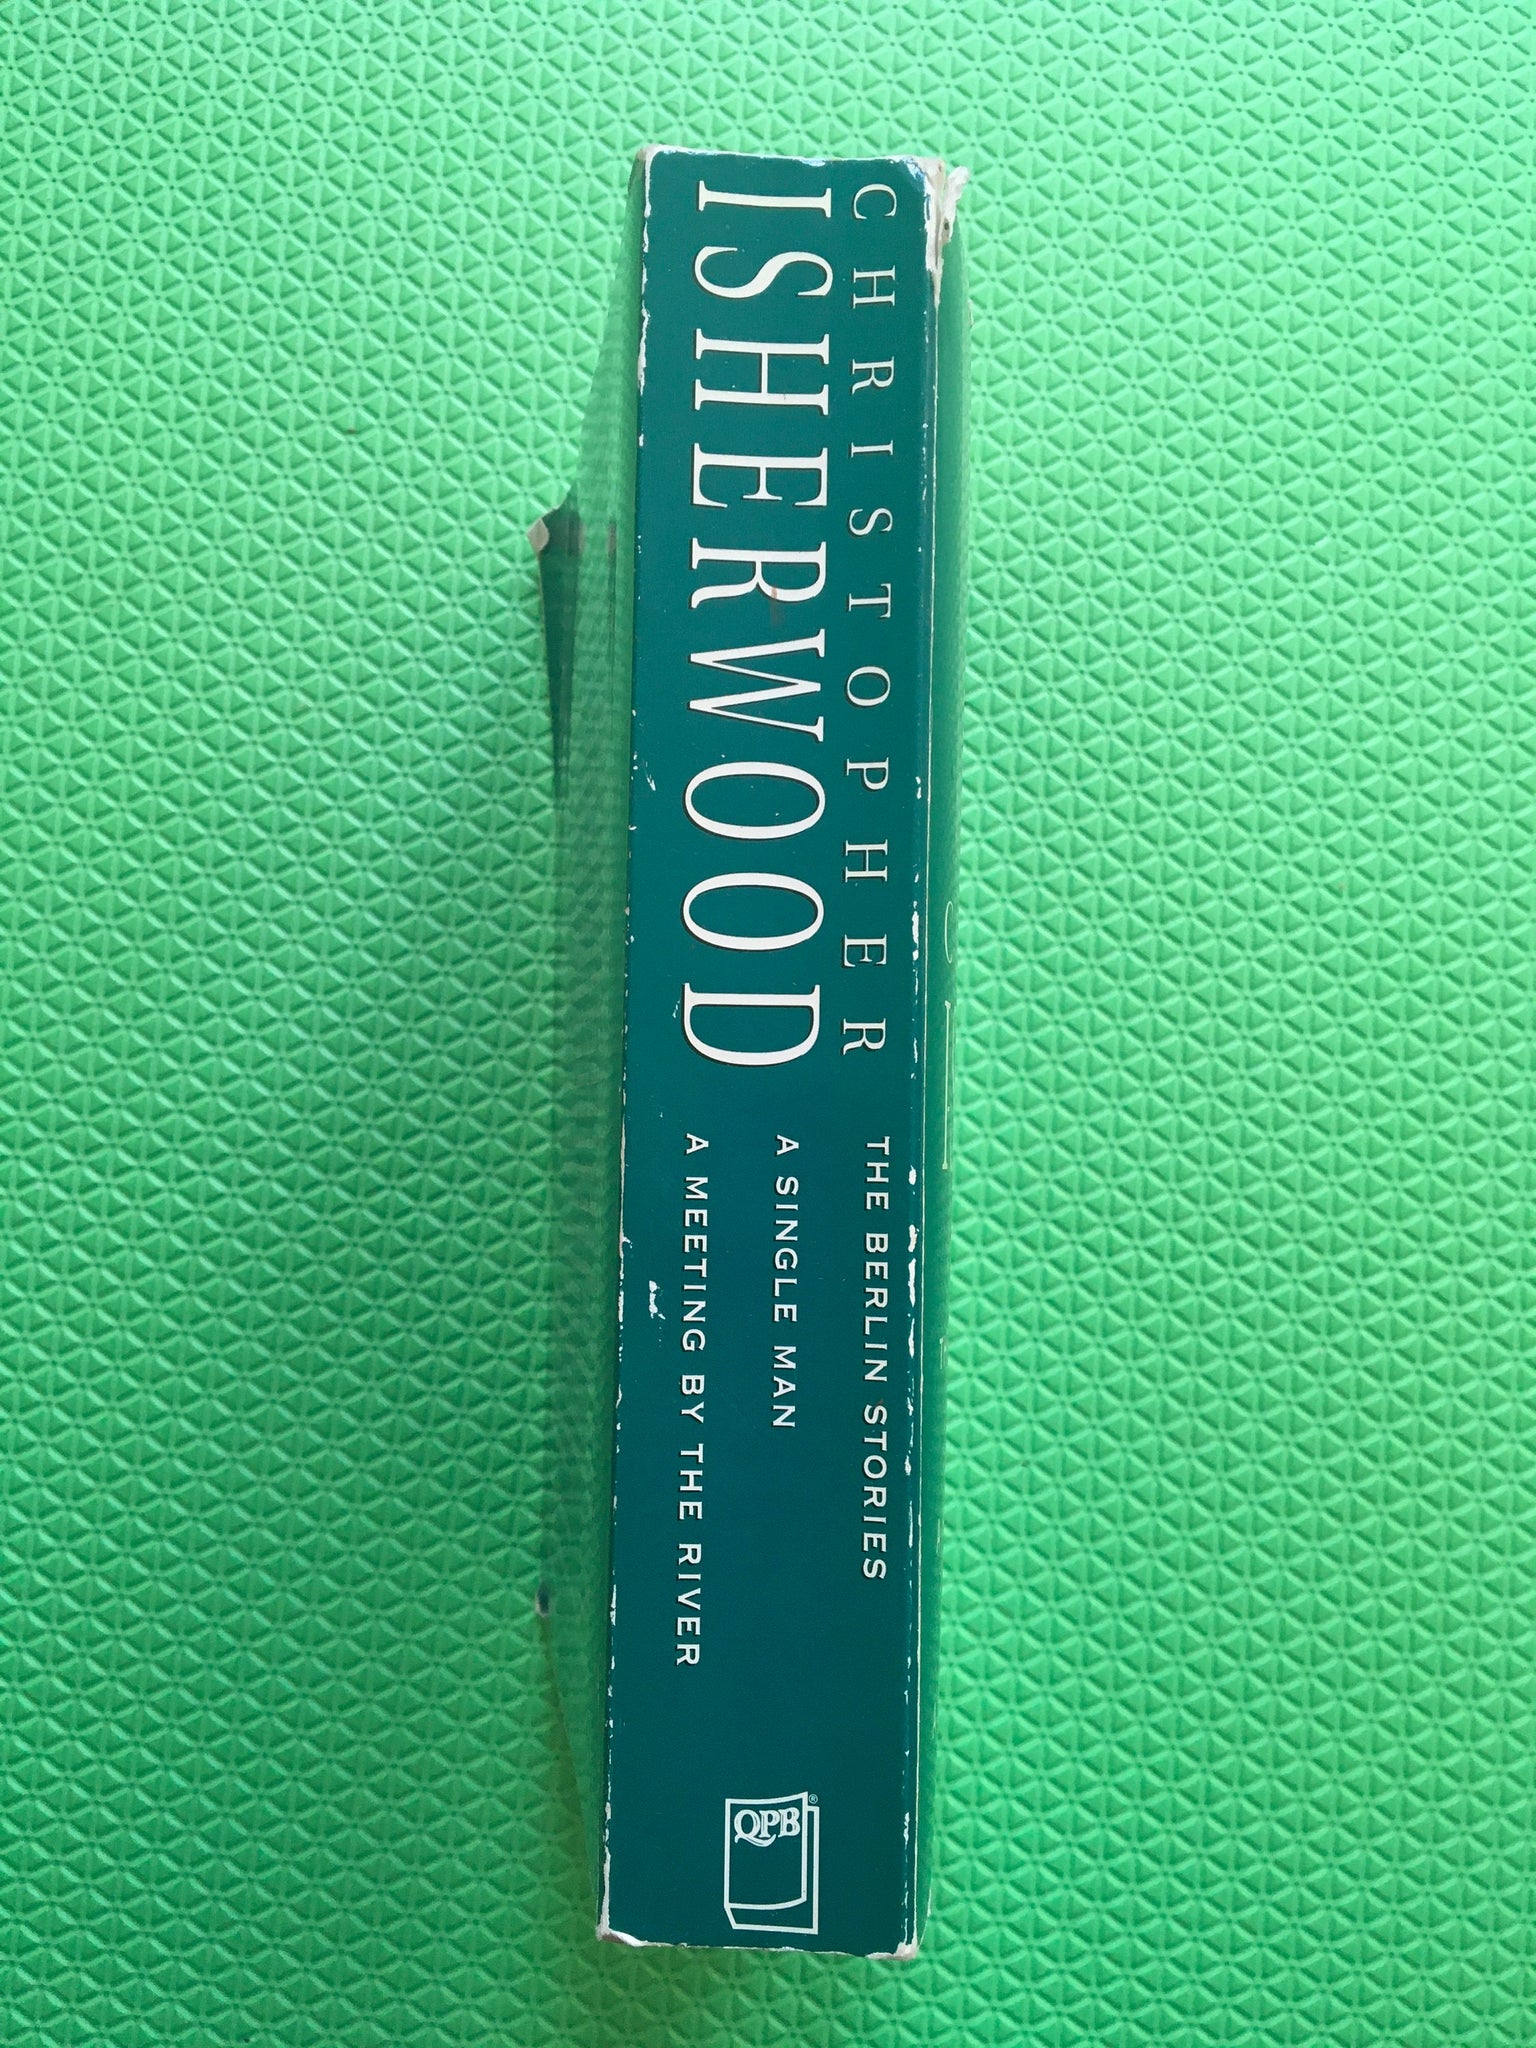 CHRISTOPHER
ISHERWOOD
THE BERLIN STORIES
A SINGLE MAN
A MEETING BY THE RIVER
QPB®